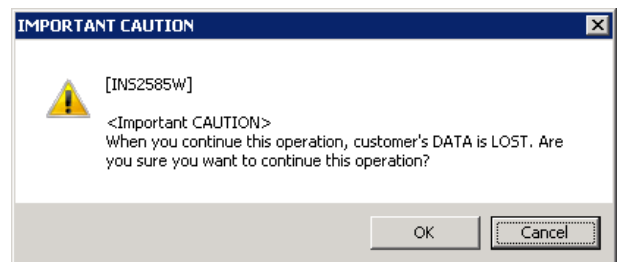 IMPORTANT CAUTION
[INS2585W]
<Important CAUTION>
When you continue this operation, customer's DATA is LOST. Are
you sure you want to continue this operation?
OK
Cancel